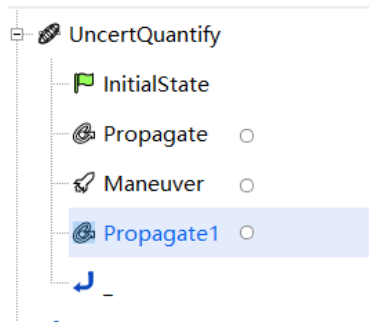 UncertQuantify
InitialState
Propagate
Maneuver
Propagate1
_